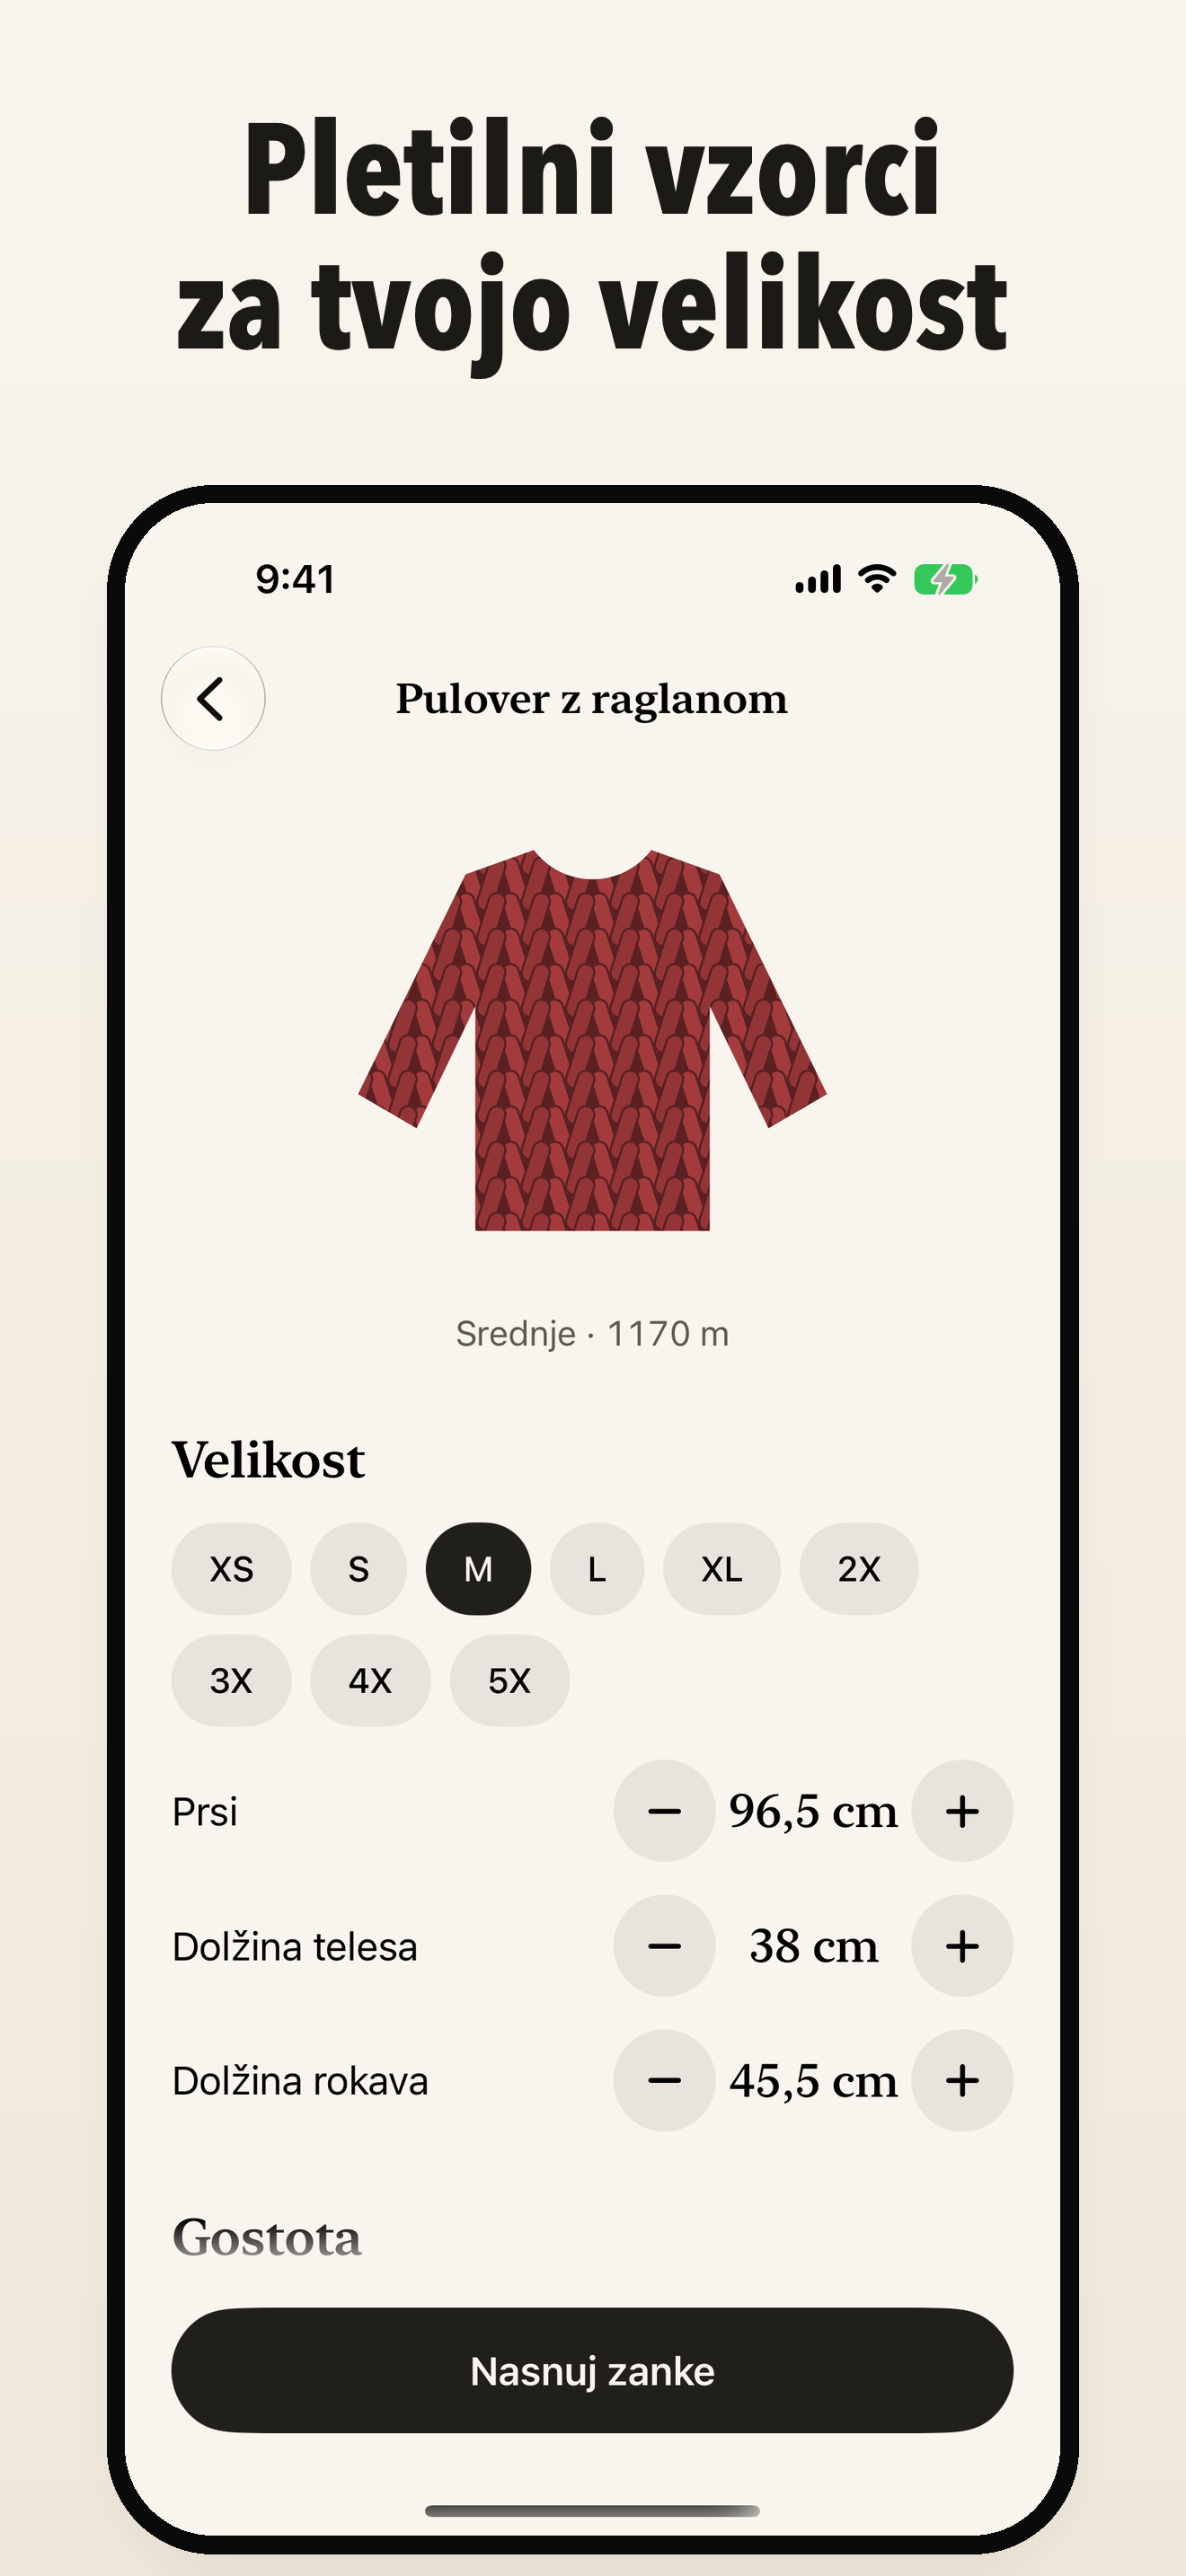 Pletilni vzorci
za tvojo velikost
9:41
Pulover z raglanom
Srednje · 1170 m
Velikost
XS S M L XL 2X
3X 4X 5X
Prsi − 96,5 cm +
Dolžina telesa − 38 cm +
Dolžina rokava − 45,5 cm +
Gostota
Nasnuj zanke